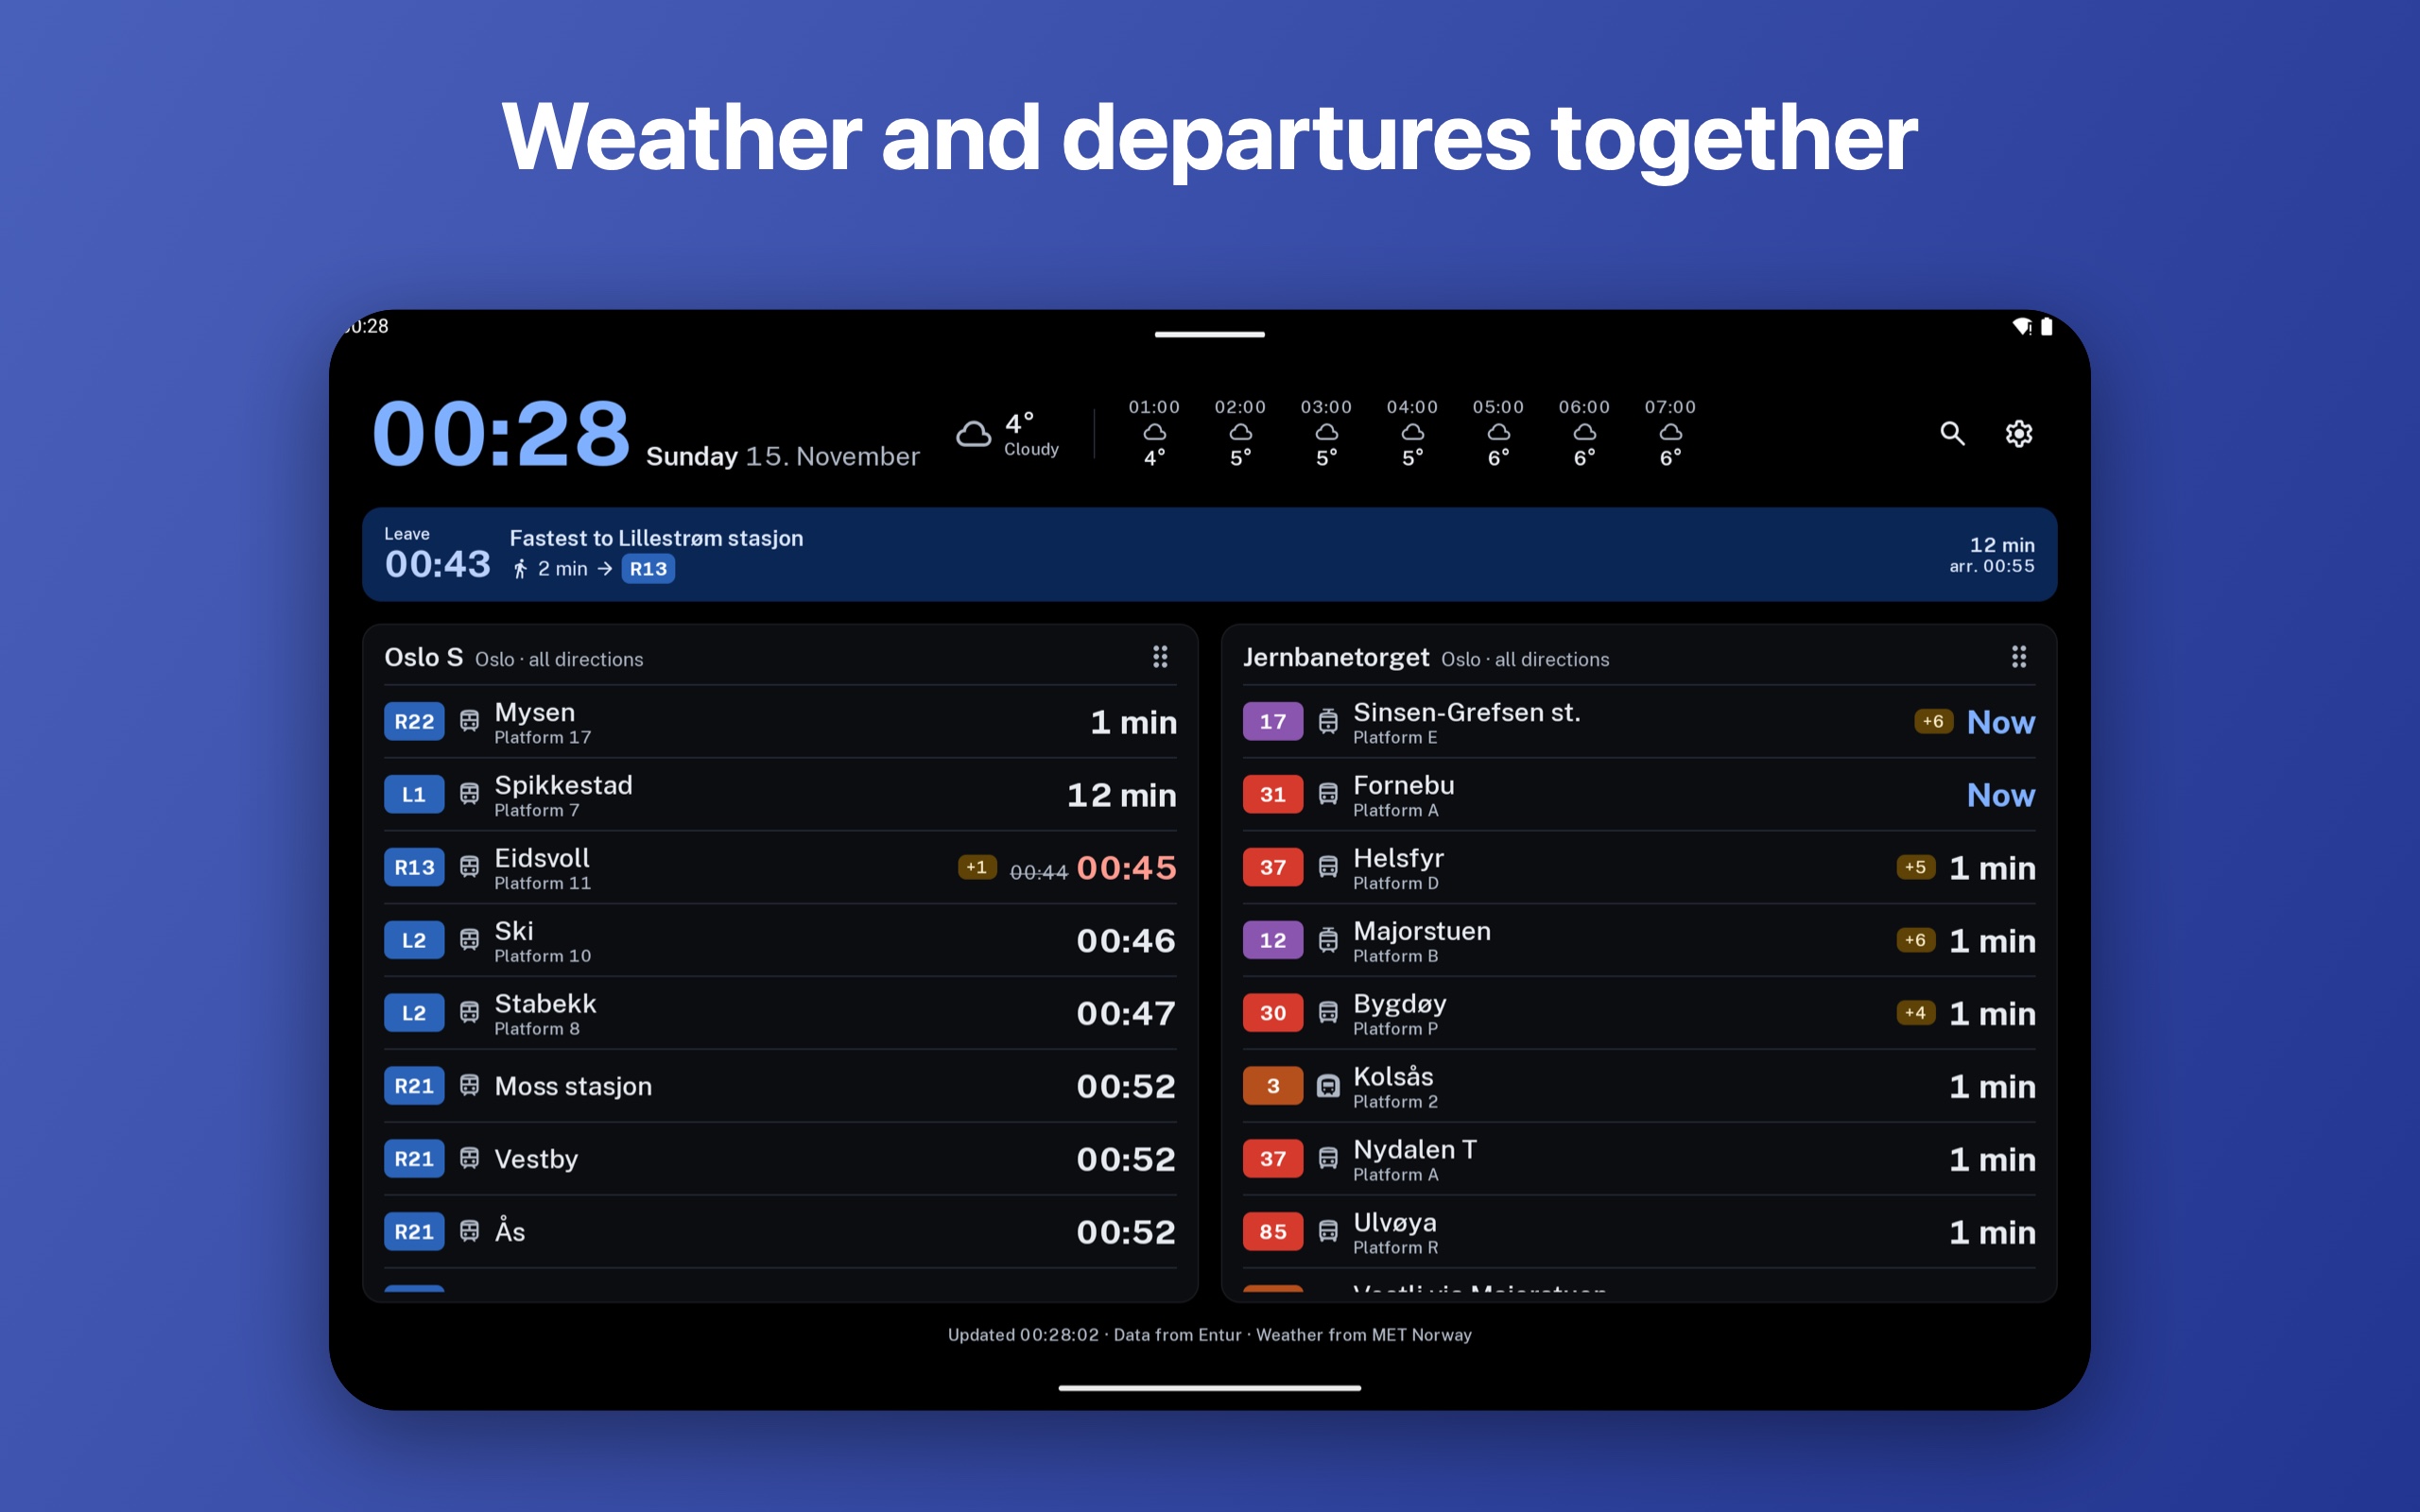 Weather and departures together
0:28
00:28 Sunday 15. November
4°
Cloudy
01:00 02:00 03:00 04:00 05:00 06:00 07:00
4° 5° 5° 5° 6° 6° 6°
Leave
00:43
Fastest to Lillestrøm stasjon
2 min → R13
12 min
arr. 00:55
Oslo S Oslo · all directions
R22 Mysen 1 min
Platform 17
L1 Spikkestad 12 min
Platform 7
R13 Eidsvoll +1 00:44 00:45
Platform 11
L2 Ski 00:46
Platform 10
L2 Stabekk 00:47
Platform 8
R21 Moss stasjon 00:52
R21 Vestby 00:52
R21 Ås 00:52
Jernbanetorget Oslo · all directions
17 Sinsen-Grefsen st. +6 Now
Platform E
31 Fornebu Now
Platform A
37 Helsfyr +5 1 min
Platform D
12 Majorstuen +6 1 min
Platform B
30 Bygdøy +4 1 min
Platform P
3 Kolsås 1 min
Platform 2
37 Nydalen T 1 min
Platform A
85 Ulvøya 1 min
Platform R
Updated 00:28:02 · Data from Entur · Weather from MET Norway